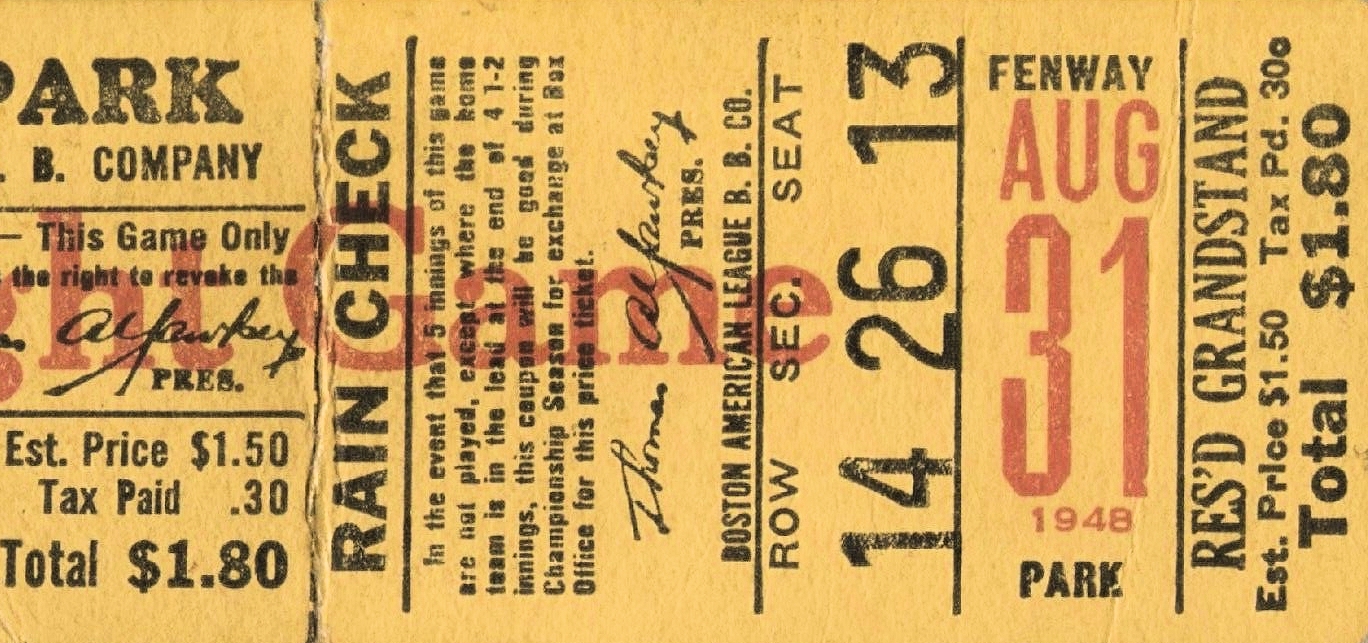 PARK
. B. COMPANY
— This Game Only
the right to revoke the
PRES.
Est. Price $1.50
Tax Paid .30
Total $1.80
Night Game
RAIN CHECK
In the event that 5 innings of this game
are not played, except where the home
team is in the lead at the end of 4 1-2
innings, this coupon will be good during
Championship Season for exchange at Box
Office for this price ticket.
Thomas A Yawkey
PRES.
BOSTON AMERICAN LEAGUE B. B. CO.
ROW SEC. SEAT
14 26 13
FENWAY
AUG
31
1948
PARK
RES'D GRANDSTAND
Est. Price $1.50 Tax Pd. 30c
Total $1.80